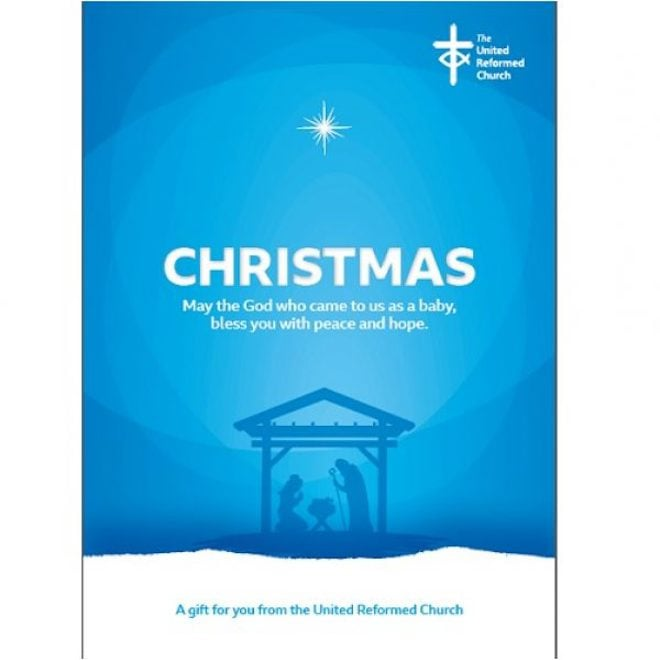 The
United
Reformed
Church
CHRISTMAS
May the God who came to us as a baby,
bless you with peace and hope.
A gift for you from the United Reformed Church